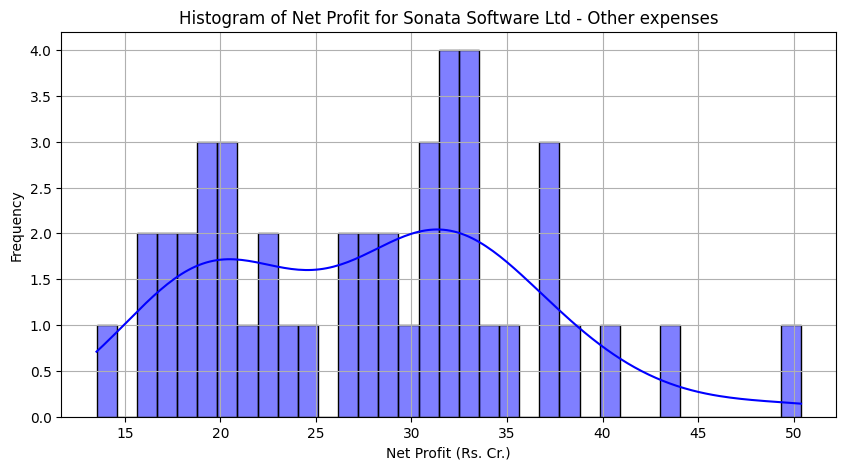 Histogram of Net Profit for Sonata Software Ltd - Other expenses
Frequency
4.0
3.5
3.0
2.5
2.0
1.5
1.0
0.5
0.0
15 20 25 30 35 40 45 50
Net Profit (Rs. Cr.)